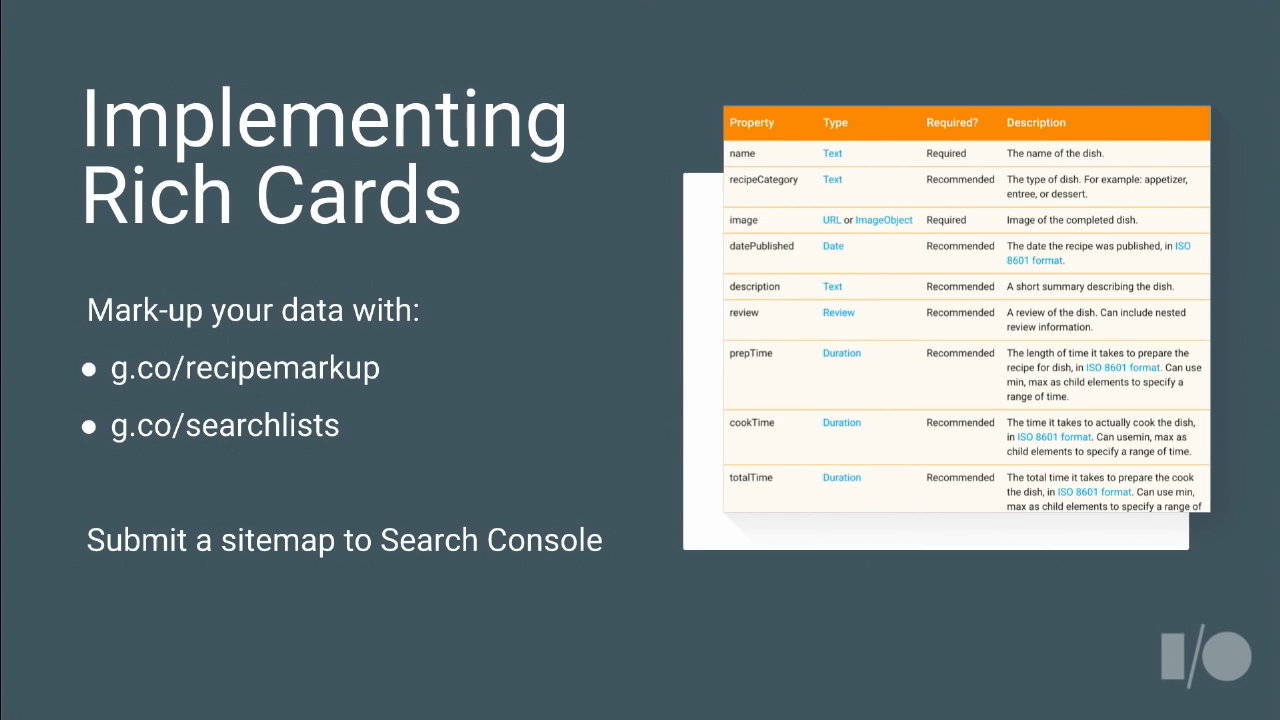 Implementing
Rich Cards
Mark-up your data with:
● g.co/recipemarkup
● g.co/searchlists
Submit a sitemap to Search Console
Property Type Required? Description
name Text Required The name of the dish.
recipeCategory Text Recommended The type of dish. For example: appetizer,
entree, or dessert.
image URL or ImageObject Required Image of the completed dish.
datePublished Date Recommended The date the recipe was published, in ISO
8601 format.
description Text Recommended A short summary describing the dish.
review Review Recommended A review of the dish. Can include nested
review information.
prepTime Duration Recommended The length of time it takes to prepare the
recipe for dish, in ISO 8601 format. Can use
min, max as child elements to specify a
range of time.
cookTime Duration Recommended The time it takes to actually cook the dish,
in ISO 8601 format. Can usemin, max as
child elements to specify a range of time.
totalTime Duration Recommended The total time it takes to prepare the cook
the dish, in ISO 8601 format. Can use min,
max as child elements to specify a range of
I/O